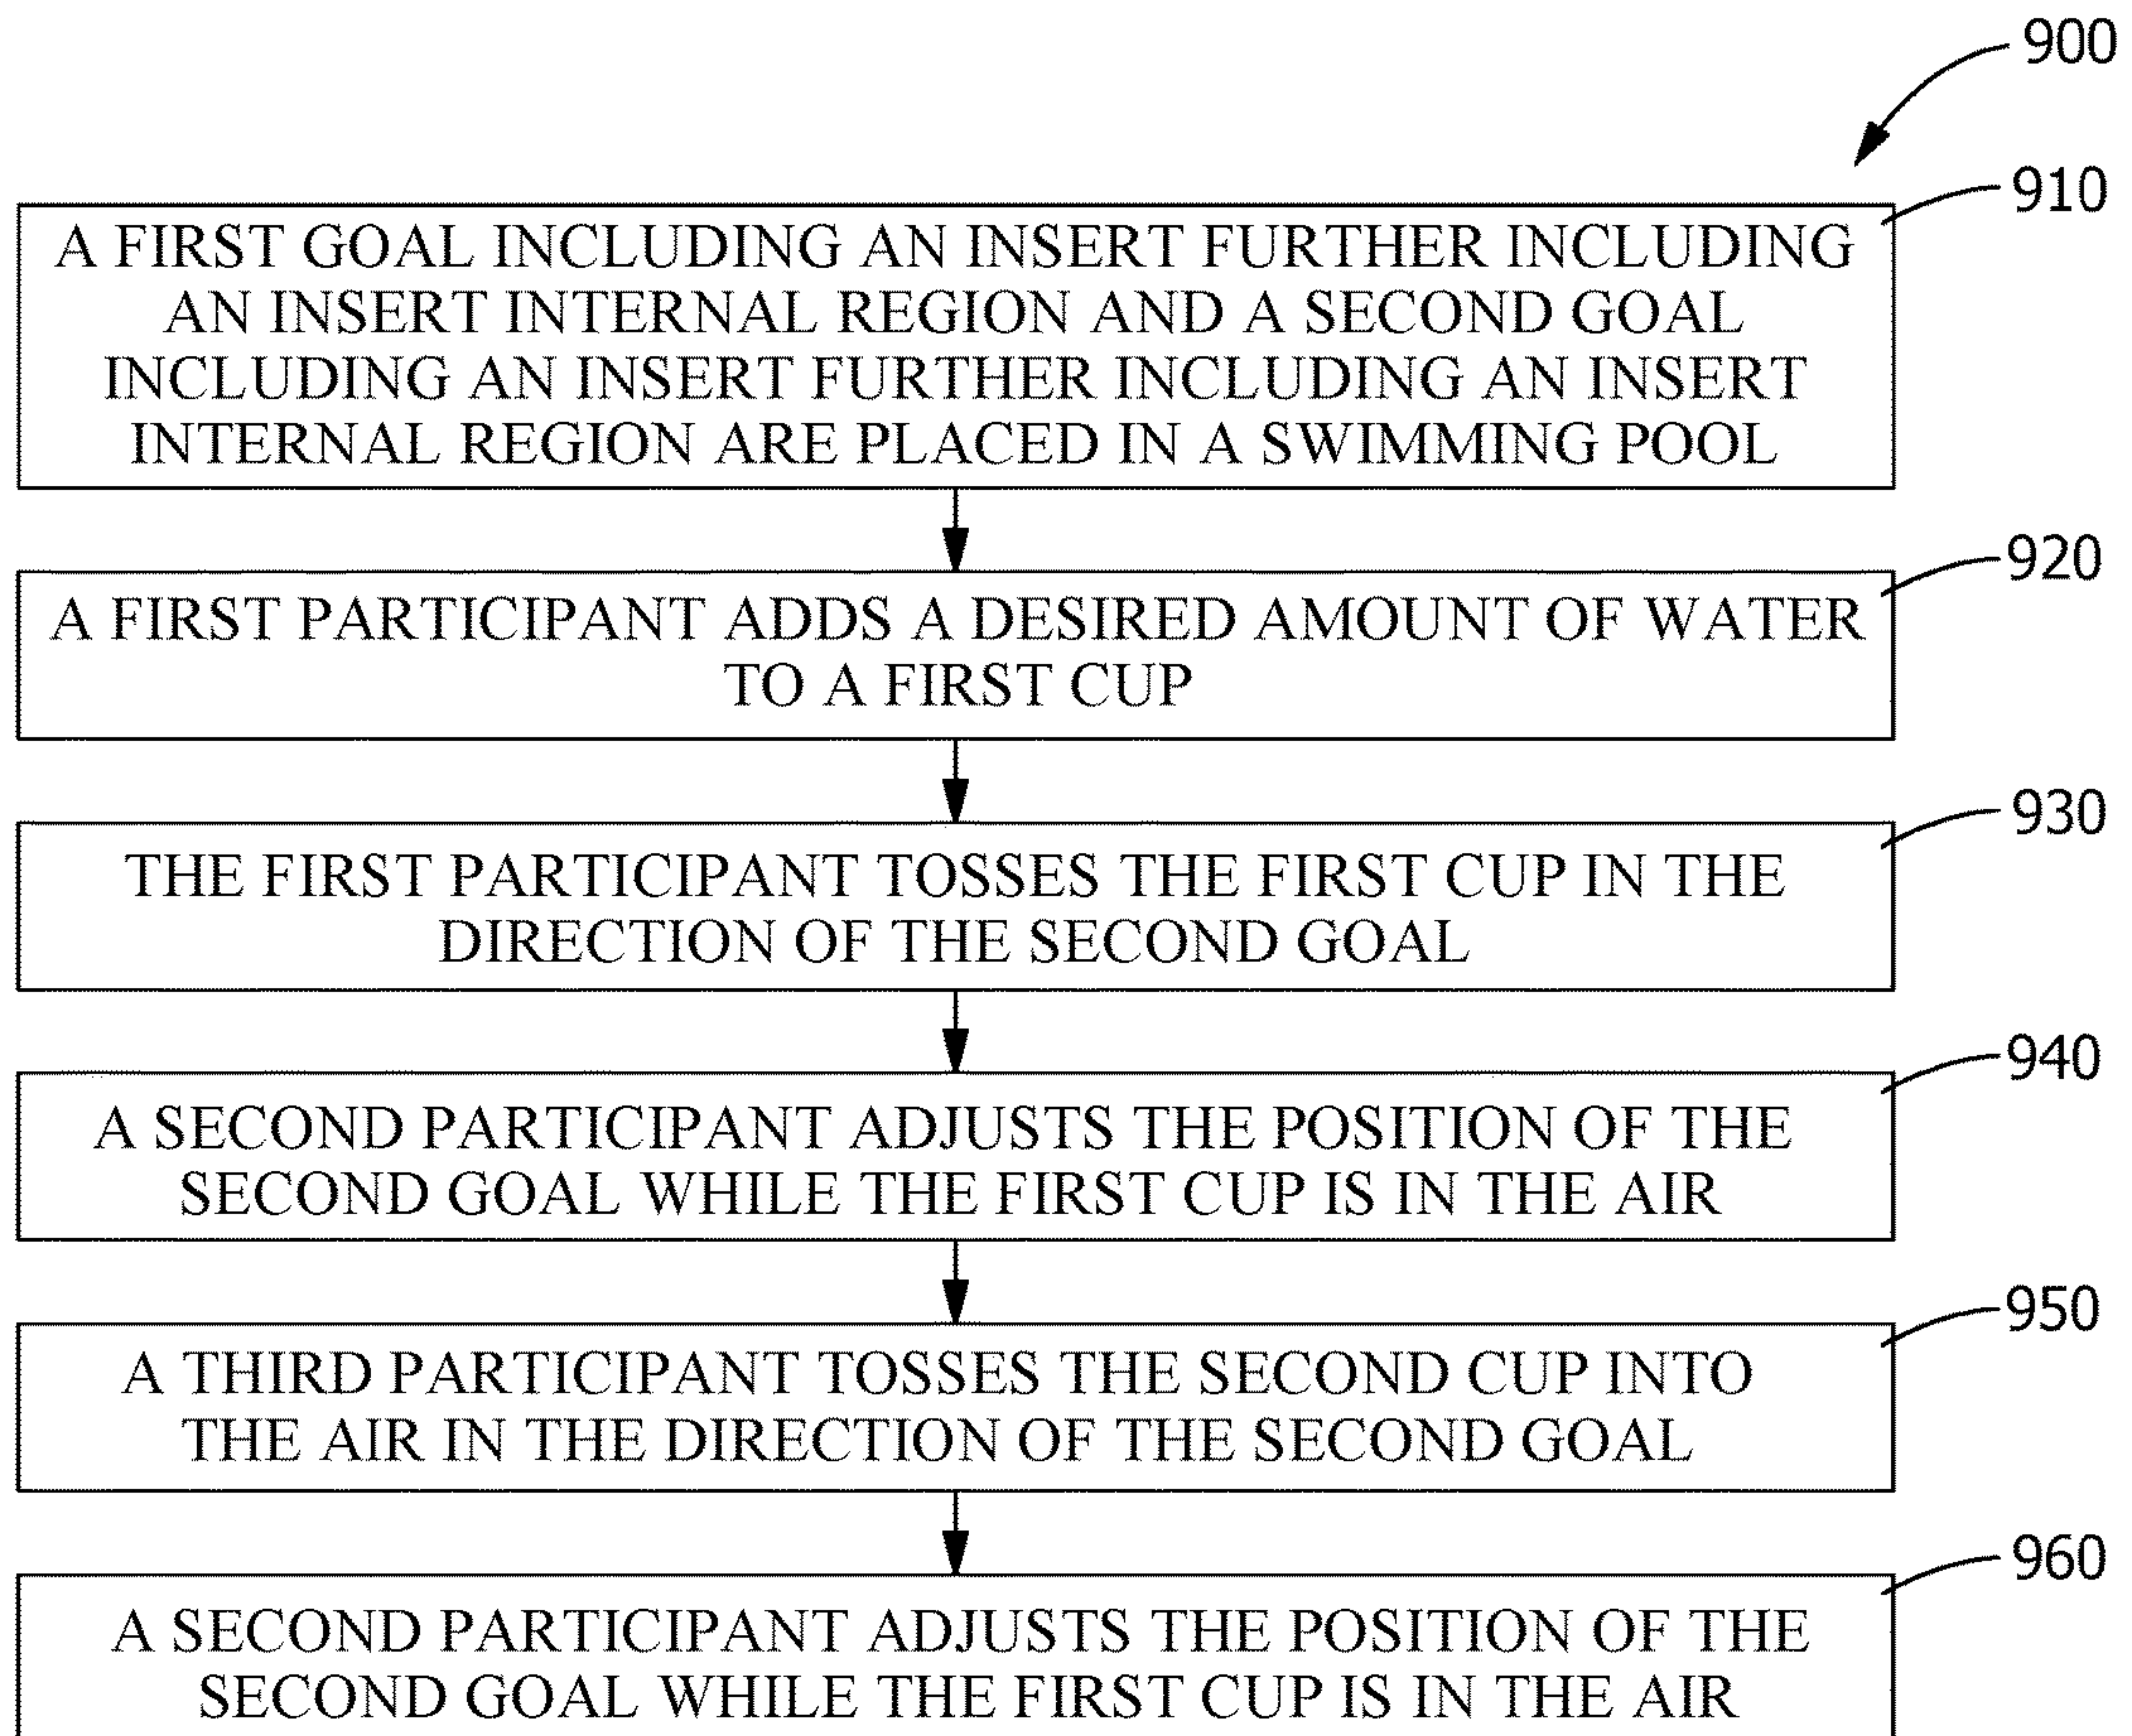 900
910
A FIRST GOAL INCLUDING AN INSERT FURTHER INCLUDING
AN INSERT INTERNAL REGION AND A SECOND GOAL
INCLUDING AN INSERT FURTHER INCLUDING AN INSERT
INTERNAL REGION ARE PLACED IN A SWIMMING POOL
920
A FIRST PARTICIPANT ADDS A DESIRED AMOUNT OF WATER
TO A FIRST CUP
930
THE FIRST PARTICIPANT TOSSES THE FIRST CUP IN THE
DIRECTION OF THE SECOND GOAL
940
A SECOND PARTICIPANT ADJUSTS THE POSITION OF THE
SECOND GOAL WHILE THE FIRST CUP IS IN THE AIR
950
A THIRD PARTICIPANT TOSSES THE SECOND CUP INTO
THE AIR IN THE DIRECTION OF THE SECOND GOAL
960
A SECOND PARTICIPANT ADJUSTS THE POSITION OF THE
SECOND GOAL WHILE THE FIRST CUP IS IN THE AIR